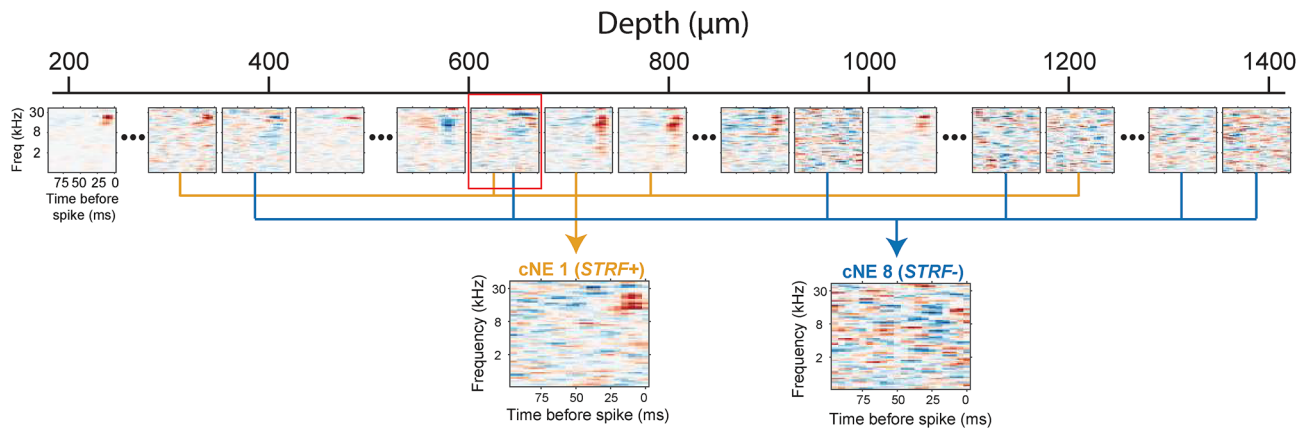 Depth (μm)
200 400 600 800 1000 1200 1400
Freq (kHz)
30
8
2
75 50 25 0
Time before
spike (ms)
cNE 1 (STRF+)
Frequency (kHz)
30
8
2
75 50 25 0
Time before spike (ms)
cNE 8 (STRF-)
Frequency (kHz)
30
8
2
75 50 25 0
Time before spike (ms)